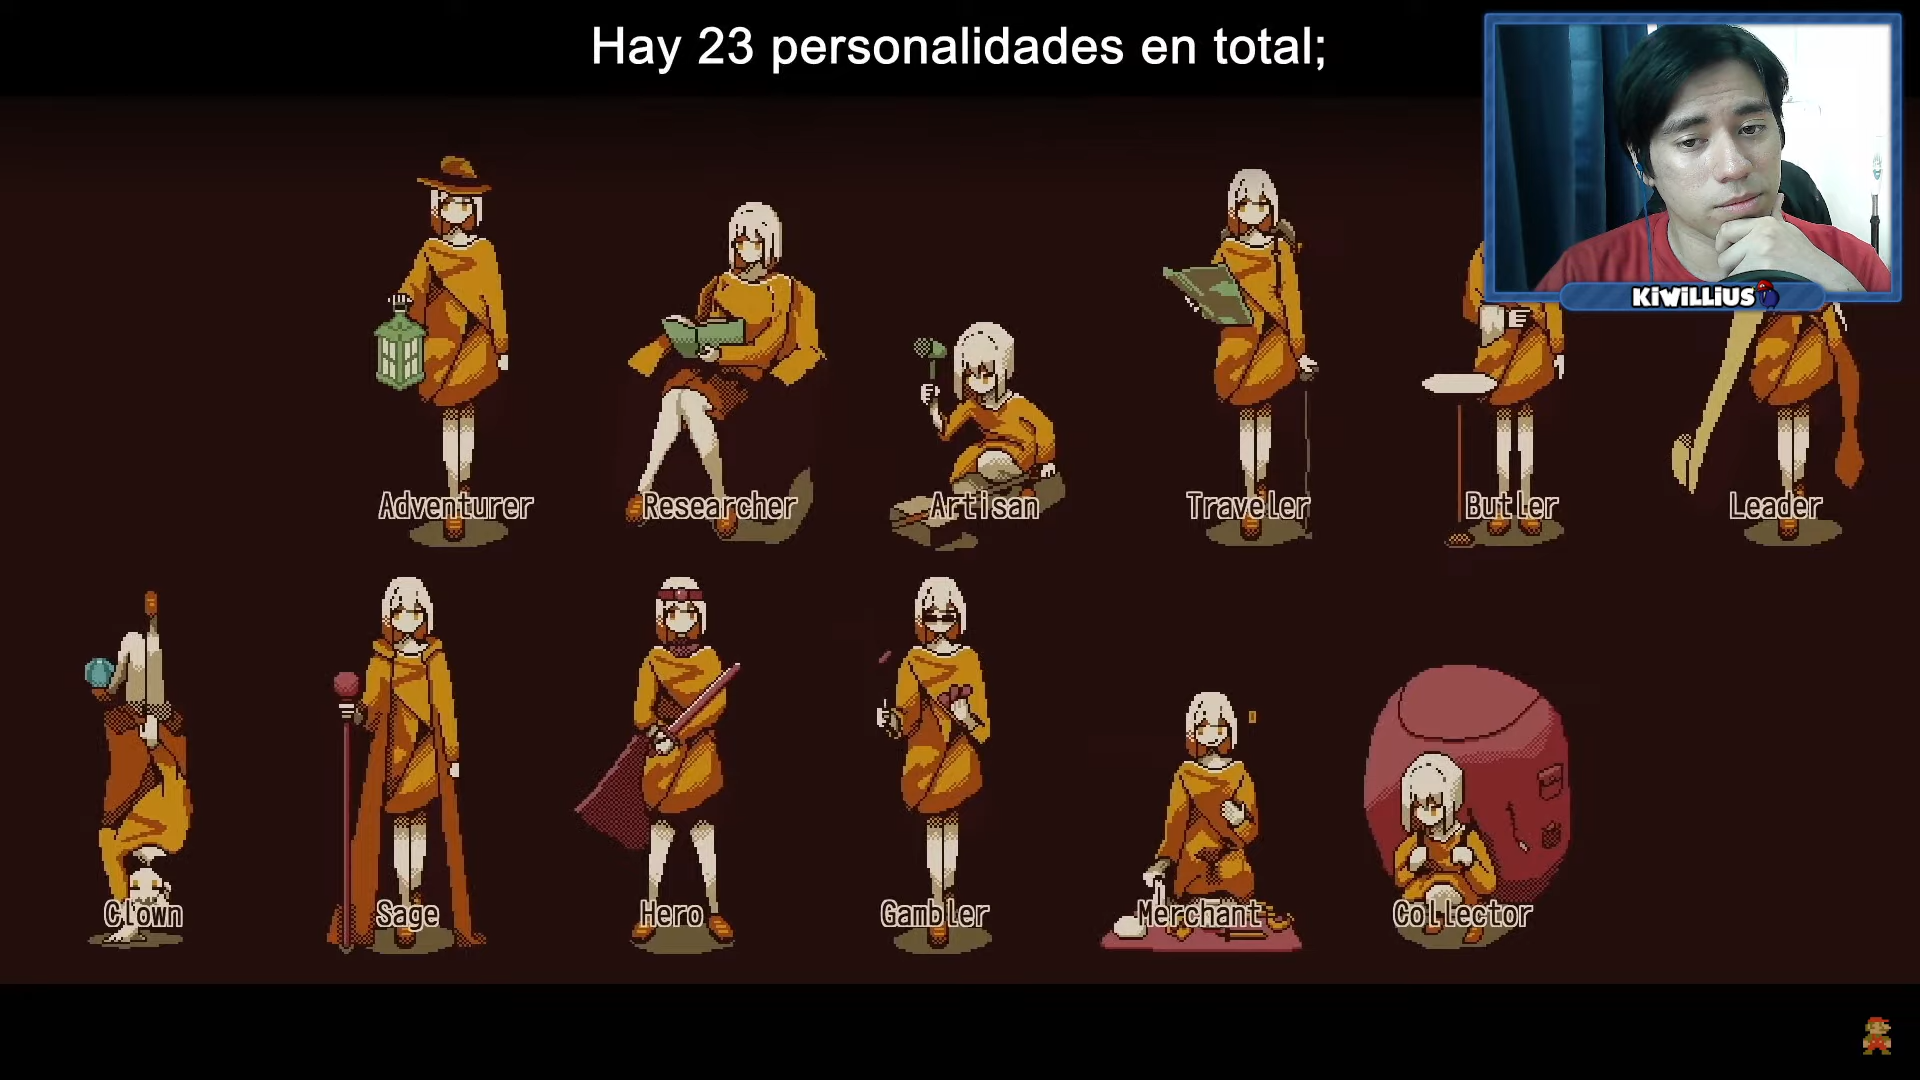 Hay 23 personalidades en total;
KiWiLLiUS
Adventurer
Researcher
Artisan
Traveler
Butler
Leader
Clown
Sage
Hero
Gambler
Merchant
Collector